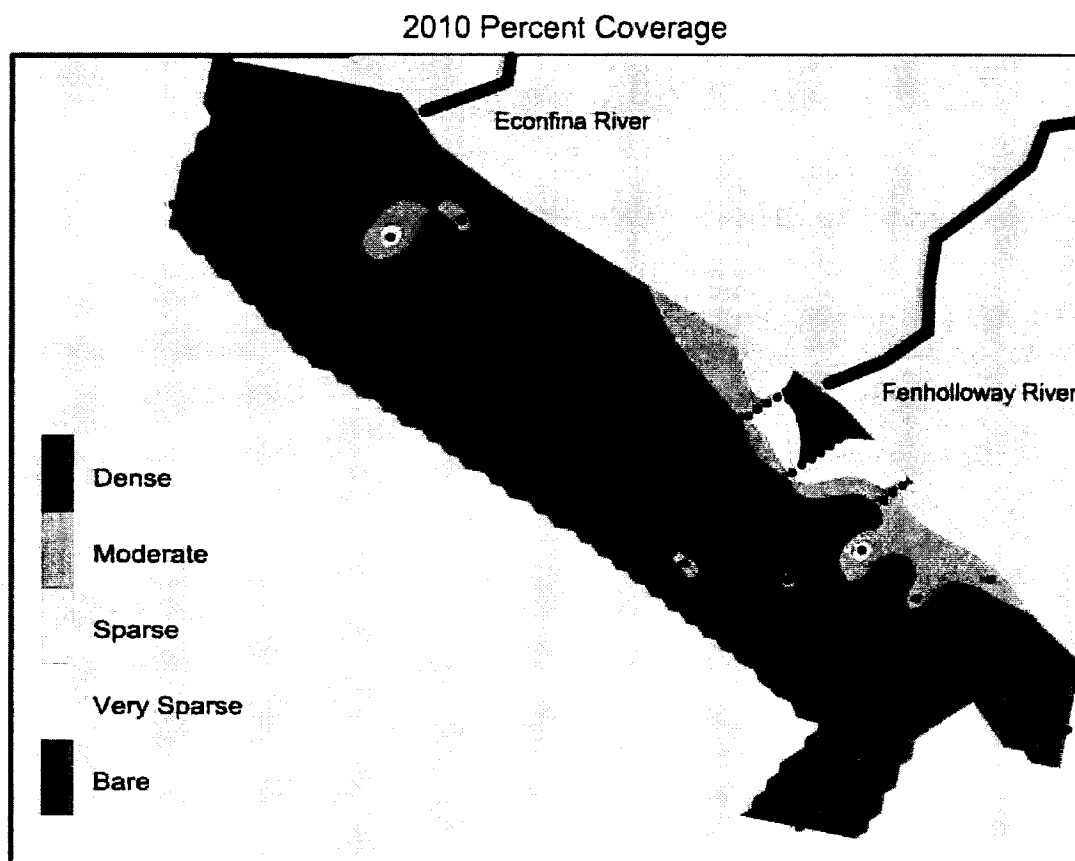 2010 Percent Coverage
Econfina River
Fenholloway River
Dense
Moderate
Sparse
Very Sparse
Bare